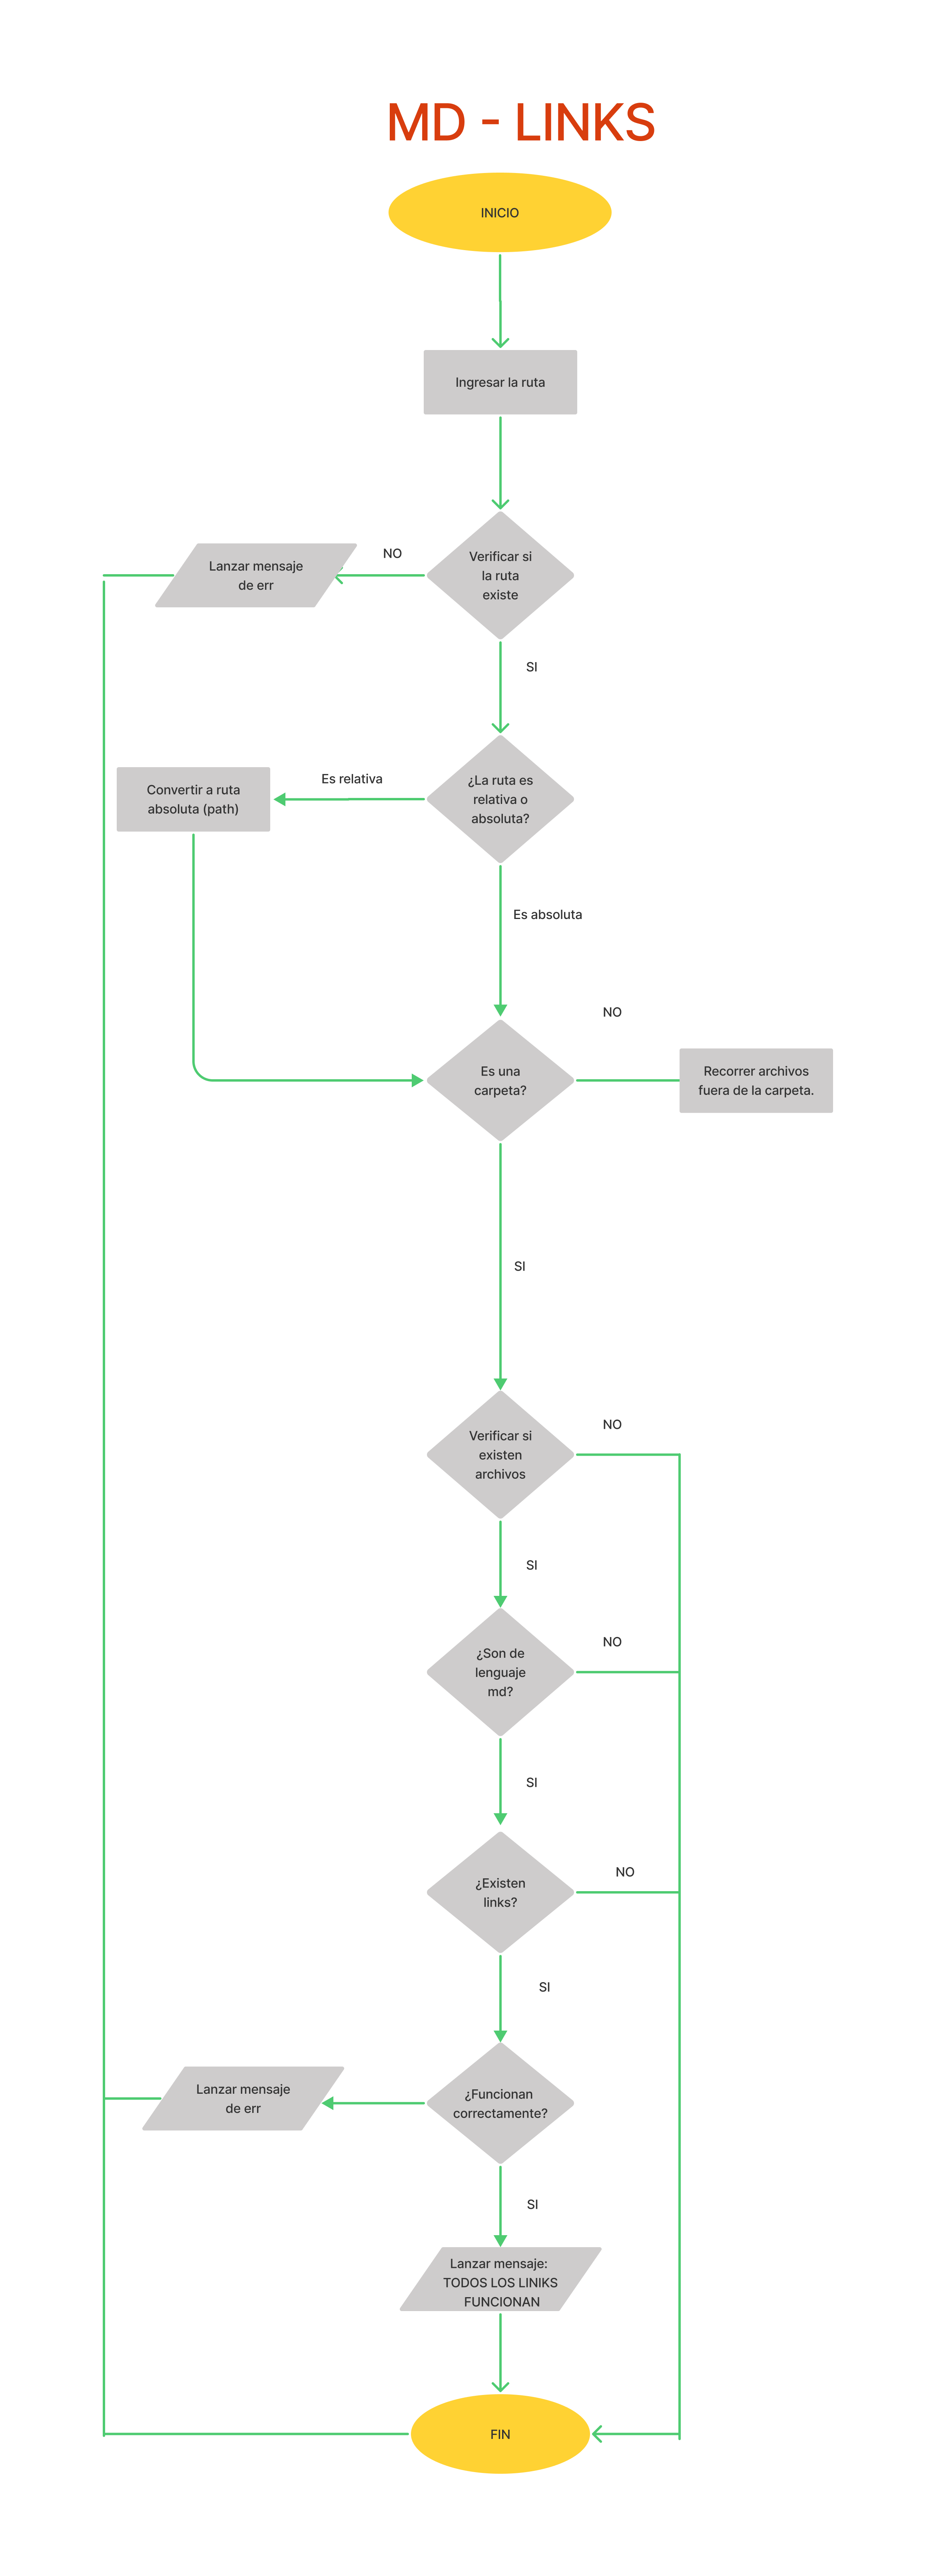 MD - LINKS
INICIO
Ingresar la ruta
Verificar si
la ruta
existe
NO
Lanzar mensaje
de err
SI
¿La ruta es
relativa o
absoluta?
Es relativa
Convertir a ruta
absoluta (path)
Es absoluta
NO
Es una
carpeta?
Recorrer archivos
fuera de la carpeta.
SI
NO
Verificar si
existen
archivos
SI
NO
¿Son de
lenguaje
md?
SI
NO
¿Existen
links?
SI
¿Funcionan
correctamente?
Lanzar mensaje
de err
SI
Lanzar mensaje:
TODOS LOS LINIKS
FUNCIONAN
FIN